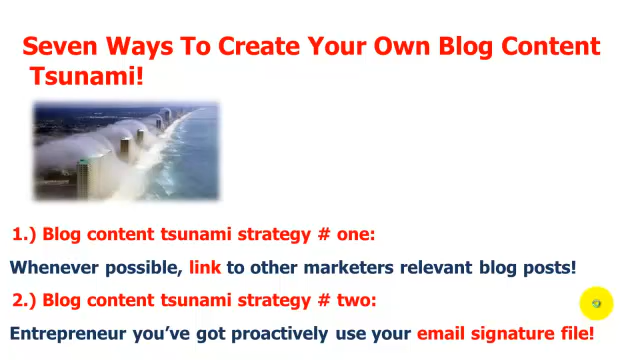 Seven Ways To Create Your Own Blog Content
Tsunami!
1.) Blog content tsunami strategy # one:
Whenever possible, link to other marketers relevant blog posts!
2.) Blog content tsunami strategy # two:
Entrepreneur you've got proactively use your email signature file!